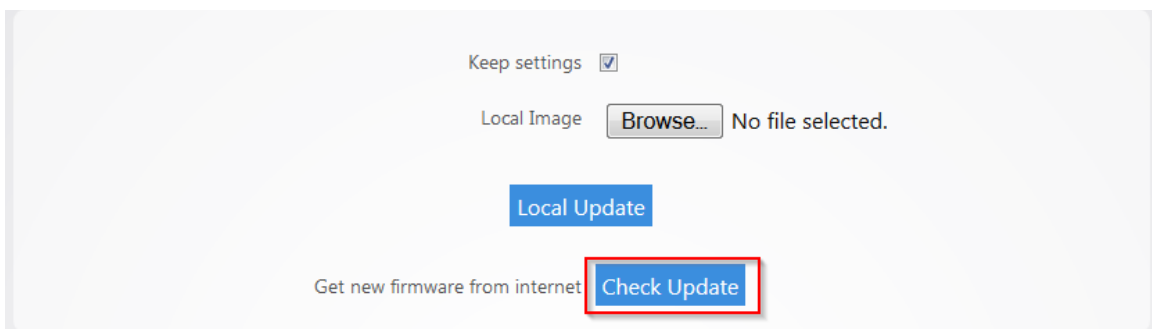 Keep settings
Local Image Browse... No file selected.
Local Update
Get new firmware from internet Check Update